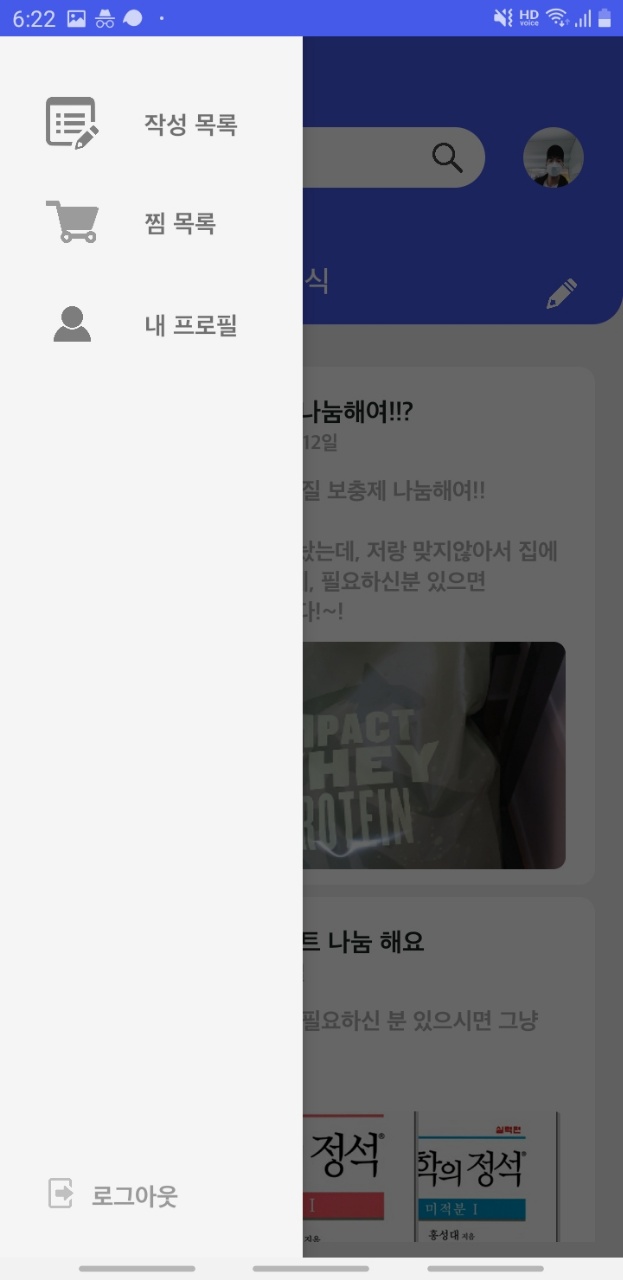 6:22 HD voice
작성 목록
찜 목록
내 프로필
식
나눔해여!!?
12일
질 보충제 나눔해여!!
는데, 저랑 맞지않아서 집에
, 필요하신분 있으면
다!~!
IPACT
HEY
ROTEIN
트 나눔 해요
필요하신 분 있으시면 그냥
정석
I
지음
실력편
학의 정석
미적분 I
홍성대 지음
로그아웃